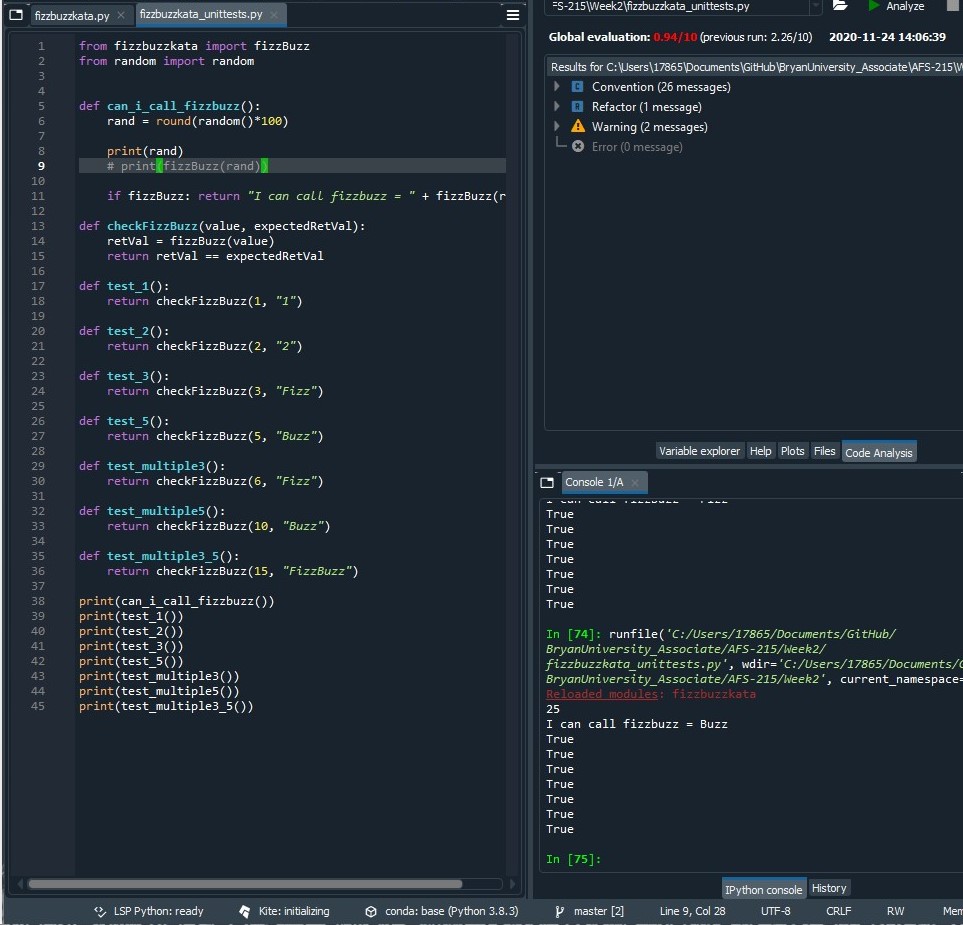 fizzbuzzkata.py
fizzbuzzkata_unittests.py
1 from fizzbuzzkata import fizzBuzz
2 from random import random
3
4
5 def can_i_call_fizzbuzz():
6 rand = round(random()*100)
7
8 print(rand)
9 # print(fizzBuzz(rand))
10
11 if fizzBuzz: return "I can call fizzbuzz = " + fizzBuzz(r
12
13 def checkFizzBuzz(value, expectedRetVal):
14 retVal = fizzBuzz(value)
15 return retVal == expectedRetVal
16
17 def test_1():
18 return checkFizzBuzz(1, "1")
19
20 def test_2():
21 return checkFizzBuzz(2, "2")
22
23 def test_3():
24 return checkFizzBuzz(3, "Fizz")
25
26 def test_5():
27 return checkFizzBuzz(5, "Buzz")
28
29 def test_multiple3():
30 return checkFizzBuzz(6, "Fizz")
31
32 def test_multiple5():
33 return checkFizzBuzz(10, "Buzz")
34
35 def test_multiple3_5():
36 return checkFizzBuzz(15, "FizzBuzz")
37
38 print(can_i_call_fizzbuzz())
39 print(test_1())
40 print(test_2())
41 print(test_3())
42 print(test_5())
43 print(test_multiple3())
44 print(test_multiple5())
45 print(test_multiple3_5())
FS-215\Week2\fizzbuzzkata_unittests.py
Analyze
Global evaluation: 0.94/10 (previous run: 2.26/10) 2020-11-24 14:06:39
Results for C:\Users\17865\Documents\GitHub\BryanUniversity_Associate\AFS-215\W
C Convention (26 messages)
R Refactor (1 message)
Warning (2 messages)
Error (0 message)
Variable explorer Help Plots Files Code Analysis
Console 1/A
I can call fizzbuzz = Fizz
True
True
True
True
True
True
True
In [74]: runfile('C:/Users/17865/Documents/GitHub/
BryanUniversity_Associate/AFS-215/Week2/
fizzbuzzkata_unittests.py', wdir='C:/Users/17865/Documents/G
BryanUniversity_Associate/AFS-215/Week2', current_namespace=
Reloaded modules: fizzbuzzkata
25
I can call fizzbuzz = Buzz
True
True
True
True
True
True
True
In [75]:
IPython console History
LSP Python: ready Kite: initializing conda: base (Python 3.8.3) master [2] Line 9, Col 28 UTF-8 CRLF RW Mem